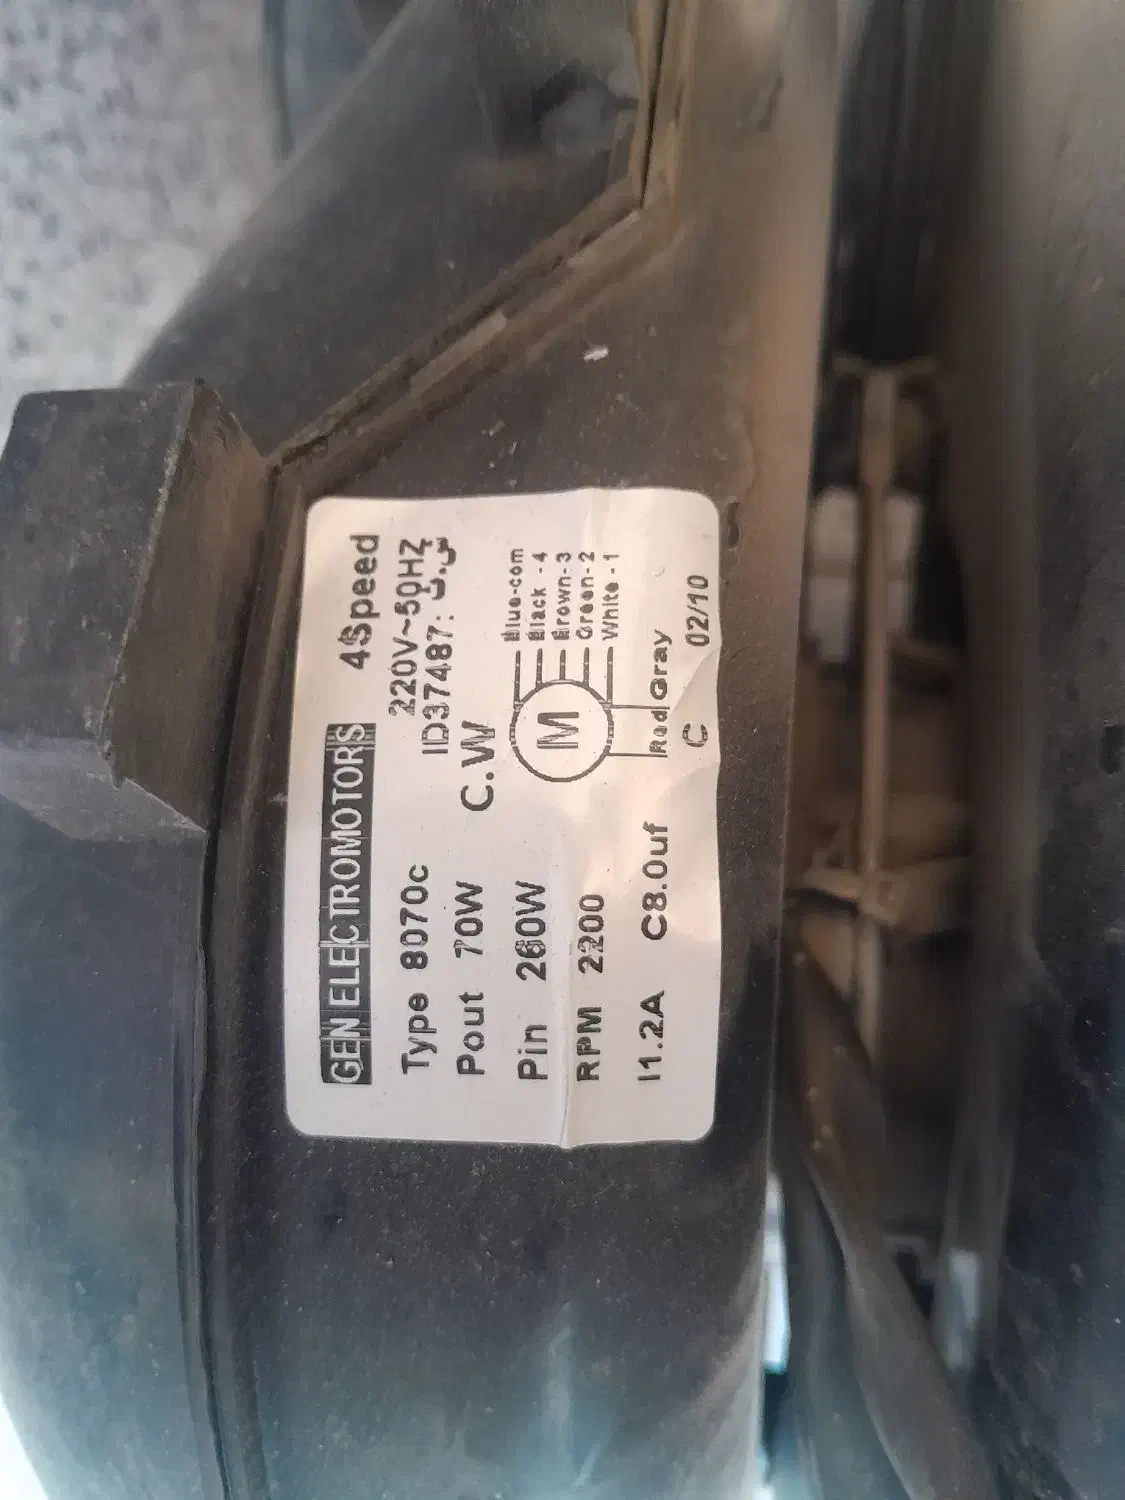 GEN ELECTROMOTORS 4Speed
Type 8070c 220V~50HZ
ID37487: س.ت
Pout 70W C.W
Pin 260W
RPM 2200
I1.2A C8.0uf
Blue-com
Black -4
Brown-3
Green-2
White -1
M
Red Gray
C
02/10